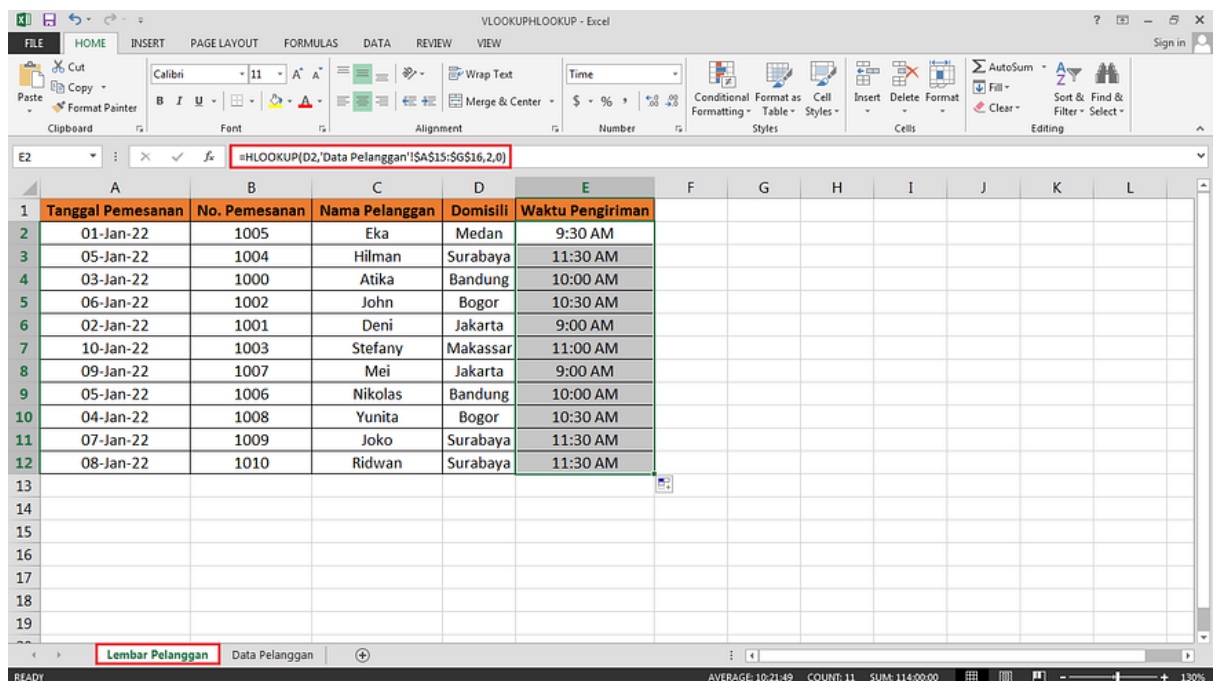 VLOOKUPHLOOKUP - Excel
FILE HOME INSERT PAGE LAYOUT FORMULAS DATA REVIEW VIEW Sign in
Cut
Copy
Format Painter
Paste
Calibri 11
Wrap Text
Merge & Center
Time
Conditional Formatting
Format as Table
Cell Styles
Insert Delete Format
AutoSum
Fill
Clear
Sort & Filter
Find & Select
Clipboard Font Alignment Number Styles Cells Editing
E2 =HLOOKUP(D2,'Data Pelanggan'!$A$15:$G$16,2,0)
A B C D E F G H I J K L
1 Tanggal Pemesanan No. Pemesanan Nama Pelanggan Domisili Waktu Pengiriman
2 01-Jan-22 1005 Eka Medan 9:30 AM
3 05-Jan-22 1004 Hilman Surabaya 11:30 AM
4 03-Jan-22 1000 Atika Bandung 10:00 AM
5 06-Jan-22 1002 John Bogor 10:30 AM
6 02-Jan-22 1001 Deni Jakarta 9:00 AM
7 10-Jan-22 1003 Stefany Makassar 11:00 AM
8 09-Jan-22 1007 Mei Jakarta 9:00 AM
9 05-Jan-22 1006 Nikolas Bandung 10:00 AM
10 04-Jan-22 1008 Yunita Bogor 10:30 AM
11 07-Jan-22 1009 Joko Surabaya 11:30 AM
12 08-Jan-22 1010 Ridwan Surabaya 11:30 AM
13
14
15
16
17
18
19
Lembar Pelanggan Data Pelanggan
READY AVERAGE: 10:21:49 COUNT: 11 SUM: 114:00:00 130%